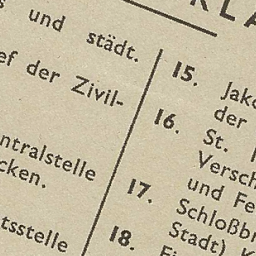 KLA
und städt.
ef der Zivil-
ntralstelle
cken.
tsstelle
15. Jako
der
16. St.
Versch
und Fe
17. Schloßbr
Stadt)
18.